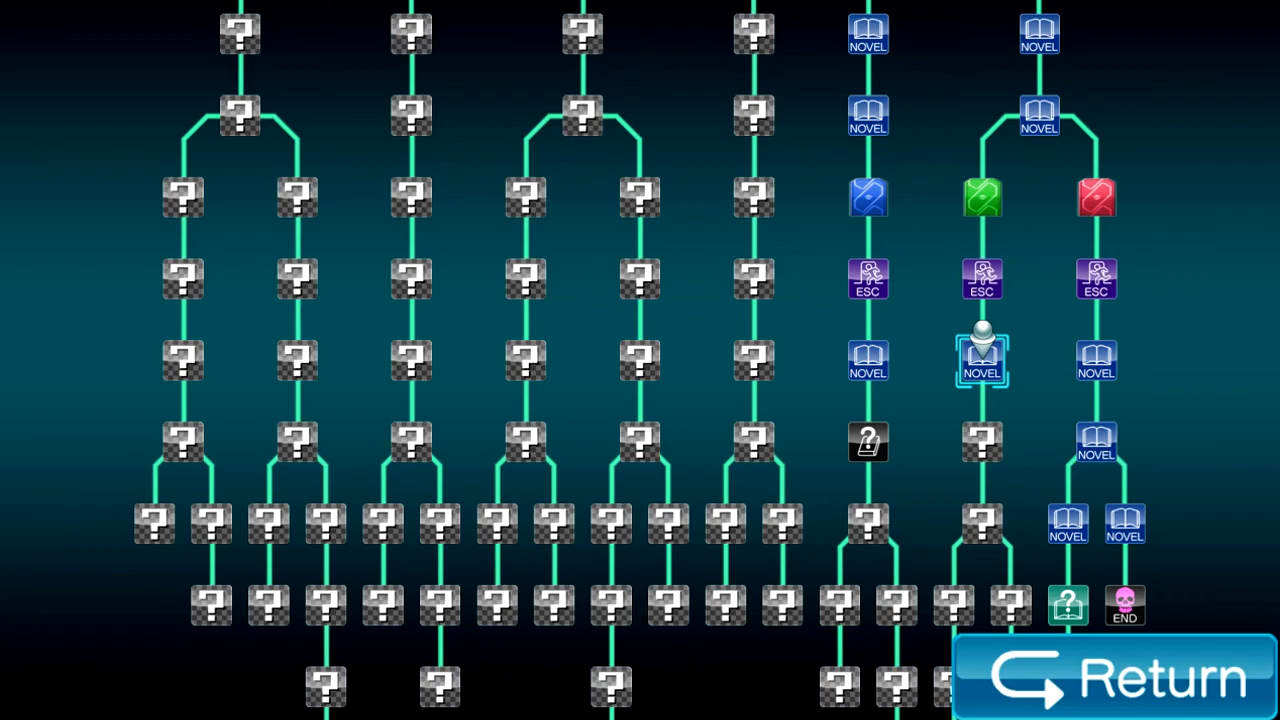 ? ? ? ? NOVEL NOVEL
? ? ? ? NOVEL NOVEL
? ? ? ? ? ?
? ? ? ? ? ? ESC ESC ESC
? ? ? ? ? ? NOVEL NOVEL NOVEL
? ? ? ? ? ? ? ? NOVEL
? ? ? ? ? ? ? ? ? ? ? ? ? ? NOVEL NOVEL
? ? ? ? ? ? ? ? ? ? ? ? ? ? ? ? END
? ? ? ? ? Return